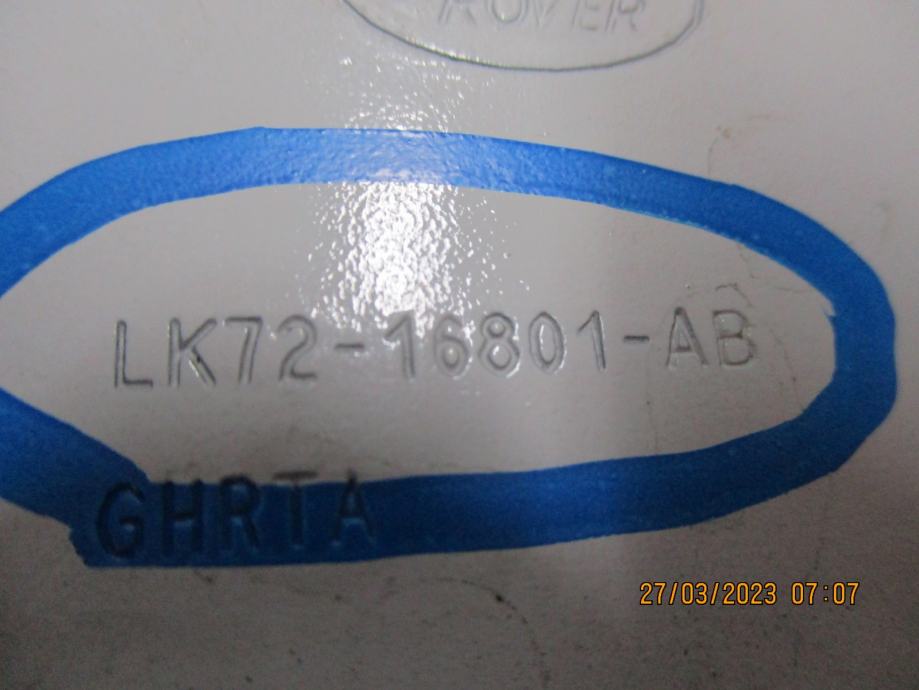 ROVER
LK72-16801-AB
GHRTA
27/03/2023 07:07